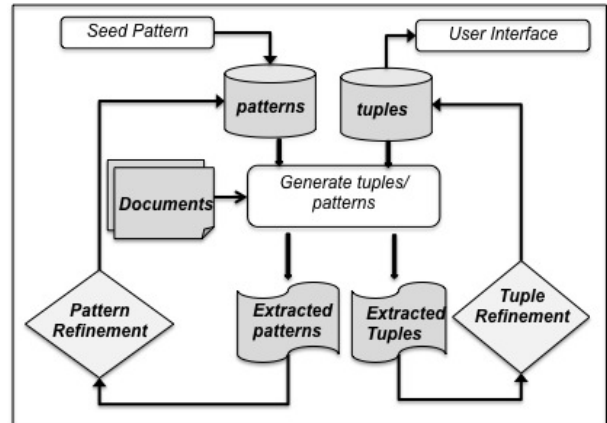 Seed Pattern
User Interface
patterns
tuples
Generate tuples/
patterns
Documents
Pattern
Refinement
Extracted
patterns
Extracted
Tuples
Tuple
Refinement